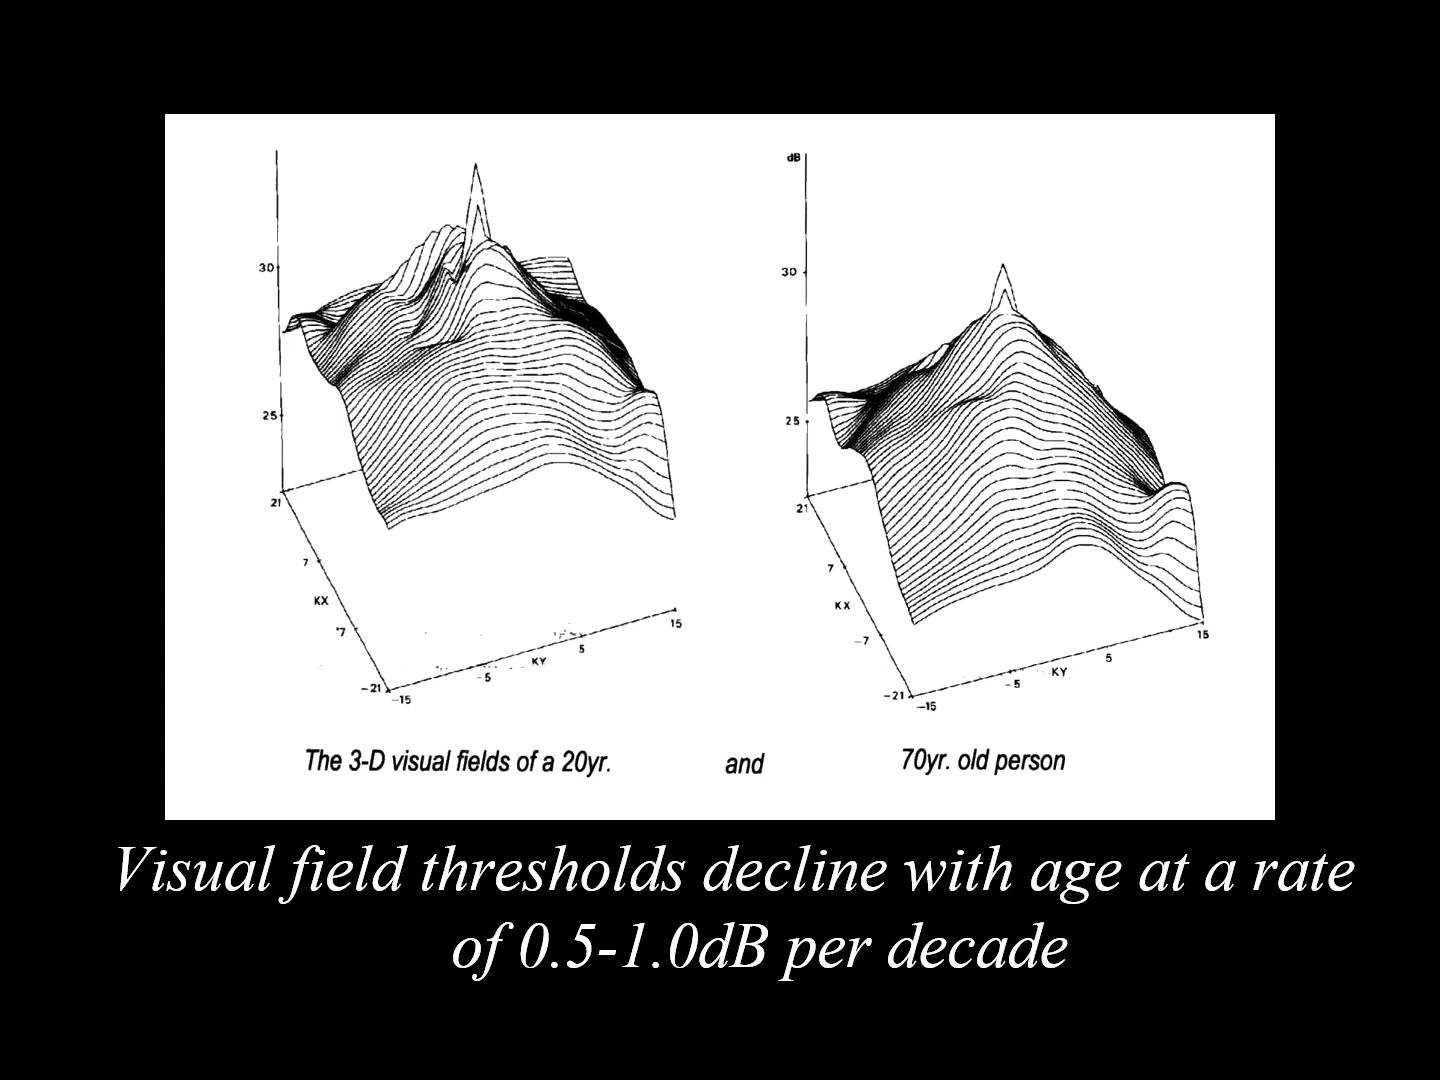 dB
30
30
25
25
21
21
7
7
KX
KX
-7
-7
-21
-21
-15
-15
-5
-5
KY
KY
5
5
15
15
The 3-D visual fields of a 20yr. and 70yr. old person
Visual field thresholds decline with age at a rate
of 0.5-1.0dB per decade